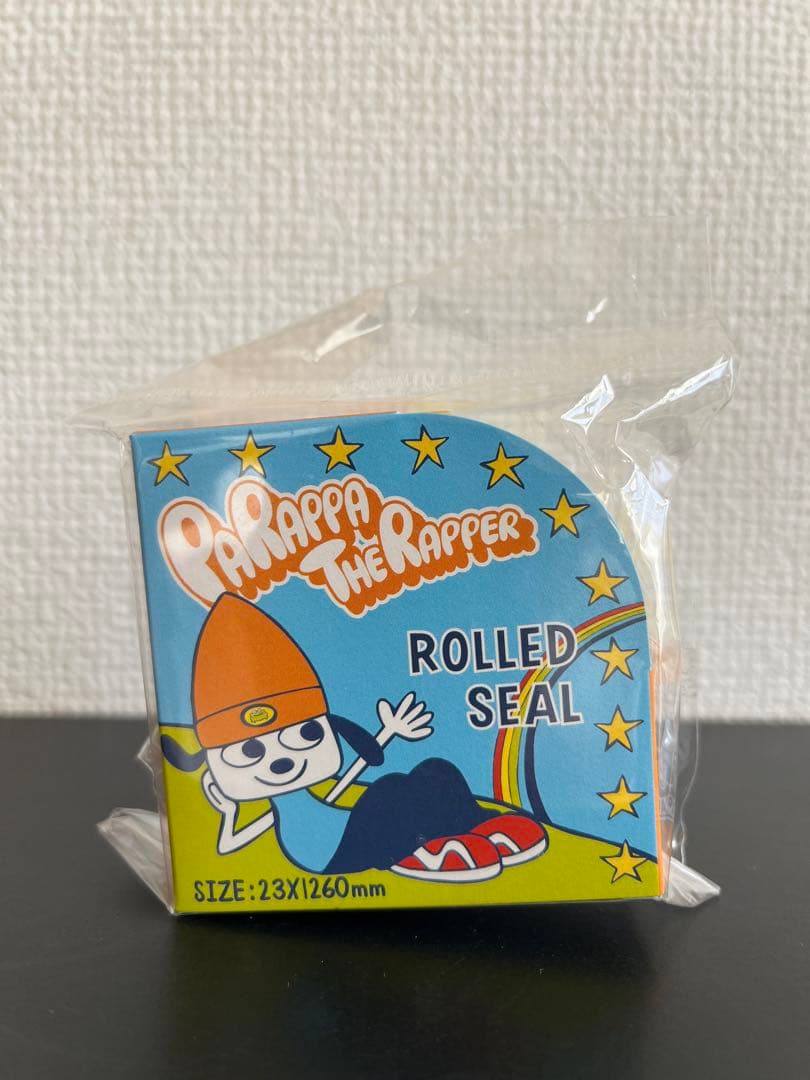 PARAPPA
THE RAPPER
ROLLED
SEAL
SIZE:23X1260mm